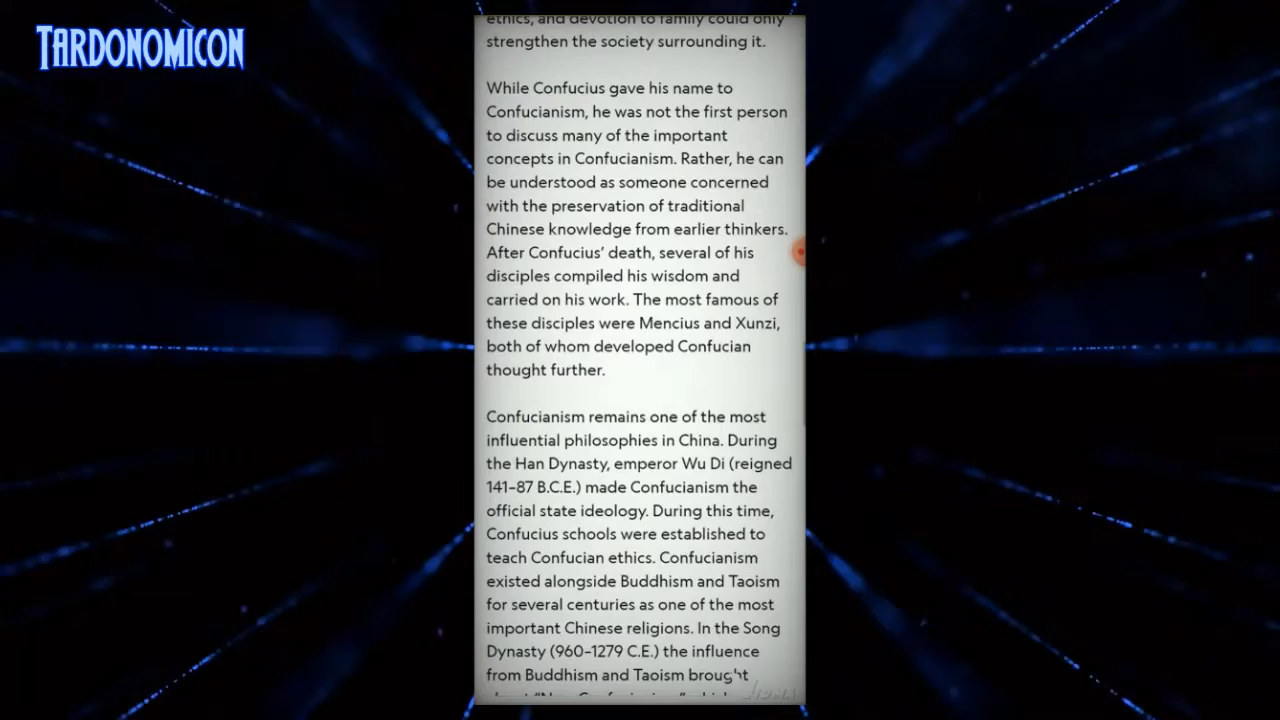 TARDONOMICON
ethics, and devotion to family could only
strengthen the society surrounding it.
While Confucius gave his name to
Confucianism, he was not the first person
to discuss many of the important
concepts in Confucianism. Rather, he can
be understood as someone concerned
with the preservation of traditional
Chinese knowledge from earlier thinkers.
After Confucius’ death, several of his
disciples compiled his wisdom and
carried on his work. The most famous of
these disciples were Mencius and Xunzi,
both of whom developed Confucian
thought further.
Confucianism remains one of the most
influential philosophies in China. During
the Han Dynasty, emperor Wu Di (reigned
141–87 B.C.E.) made Confucianism the
official state ideology. During this time,
Confucius schools were established to
teach Confucian ethics. Confucianism
existed alongside Buddhism and Taoism
for several centuries as one of the most
important Chinese religions. In the Song
Dynasty (960–1279 C.E.) the influence
from Buddhism and Taoism brought